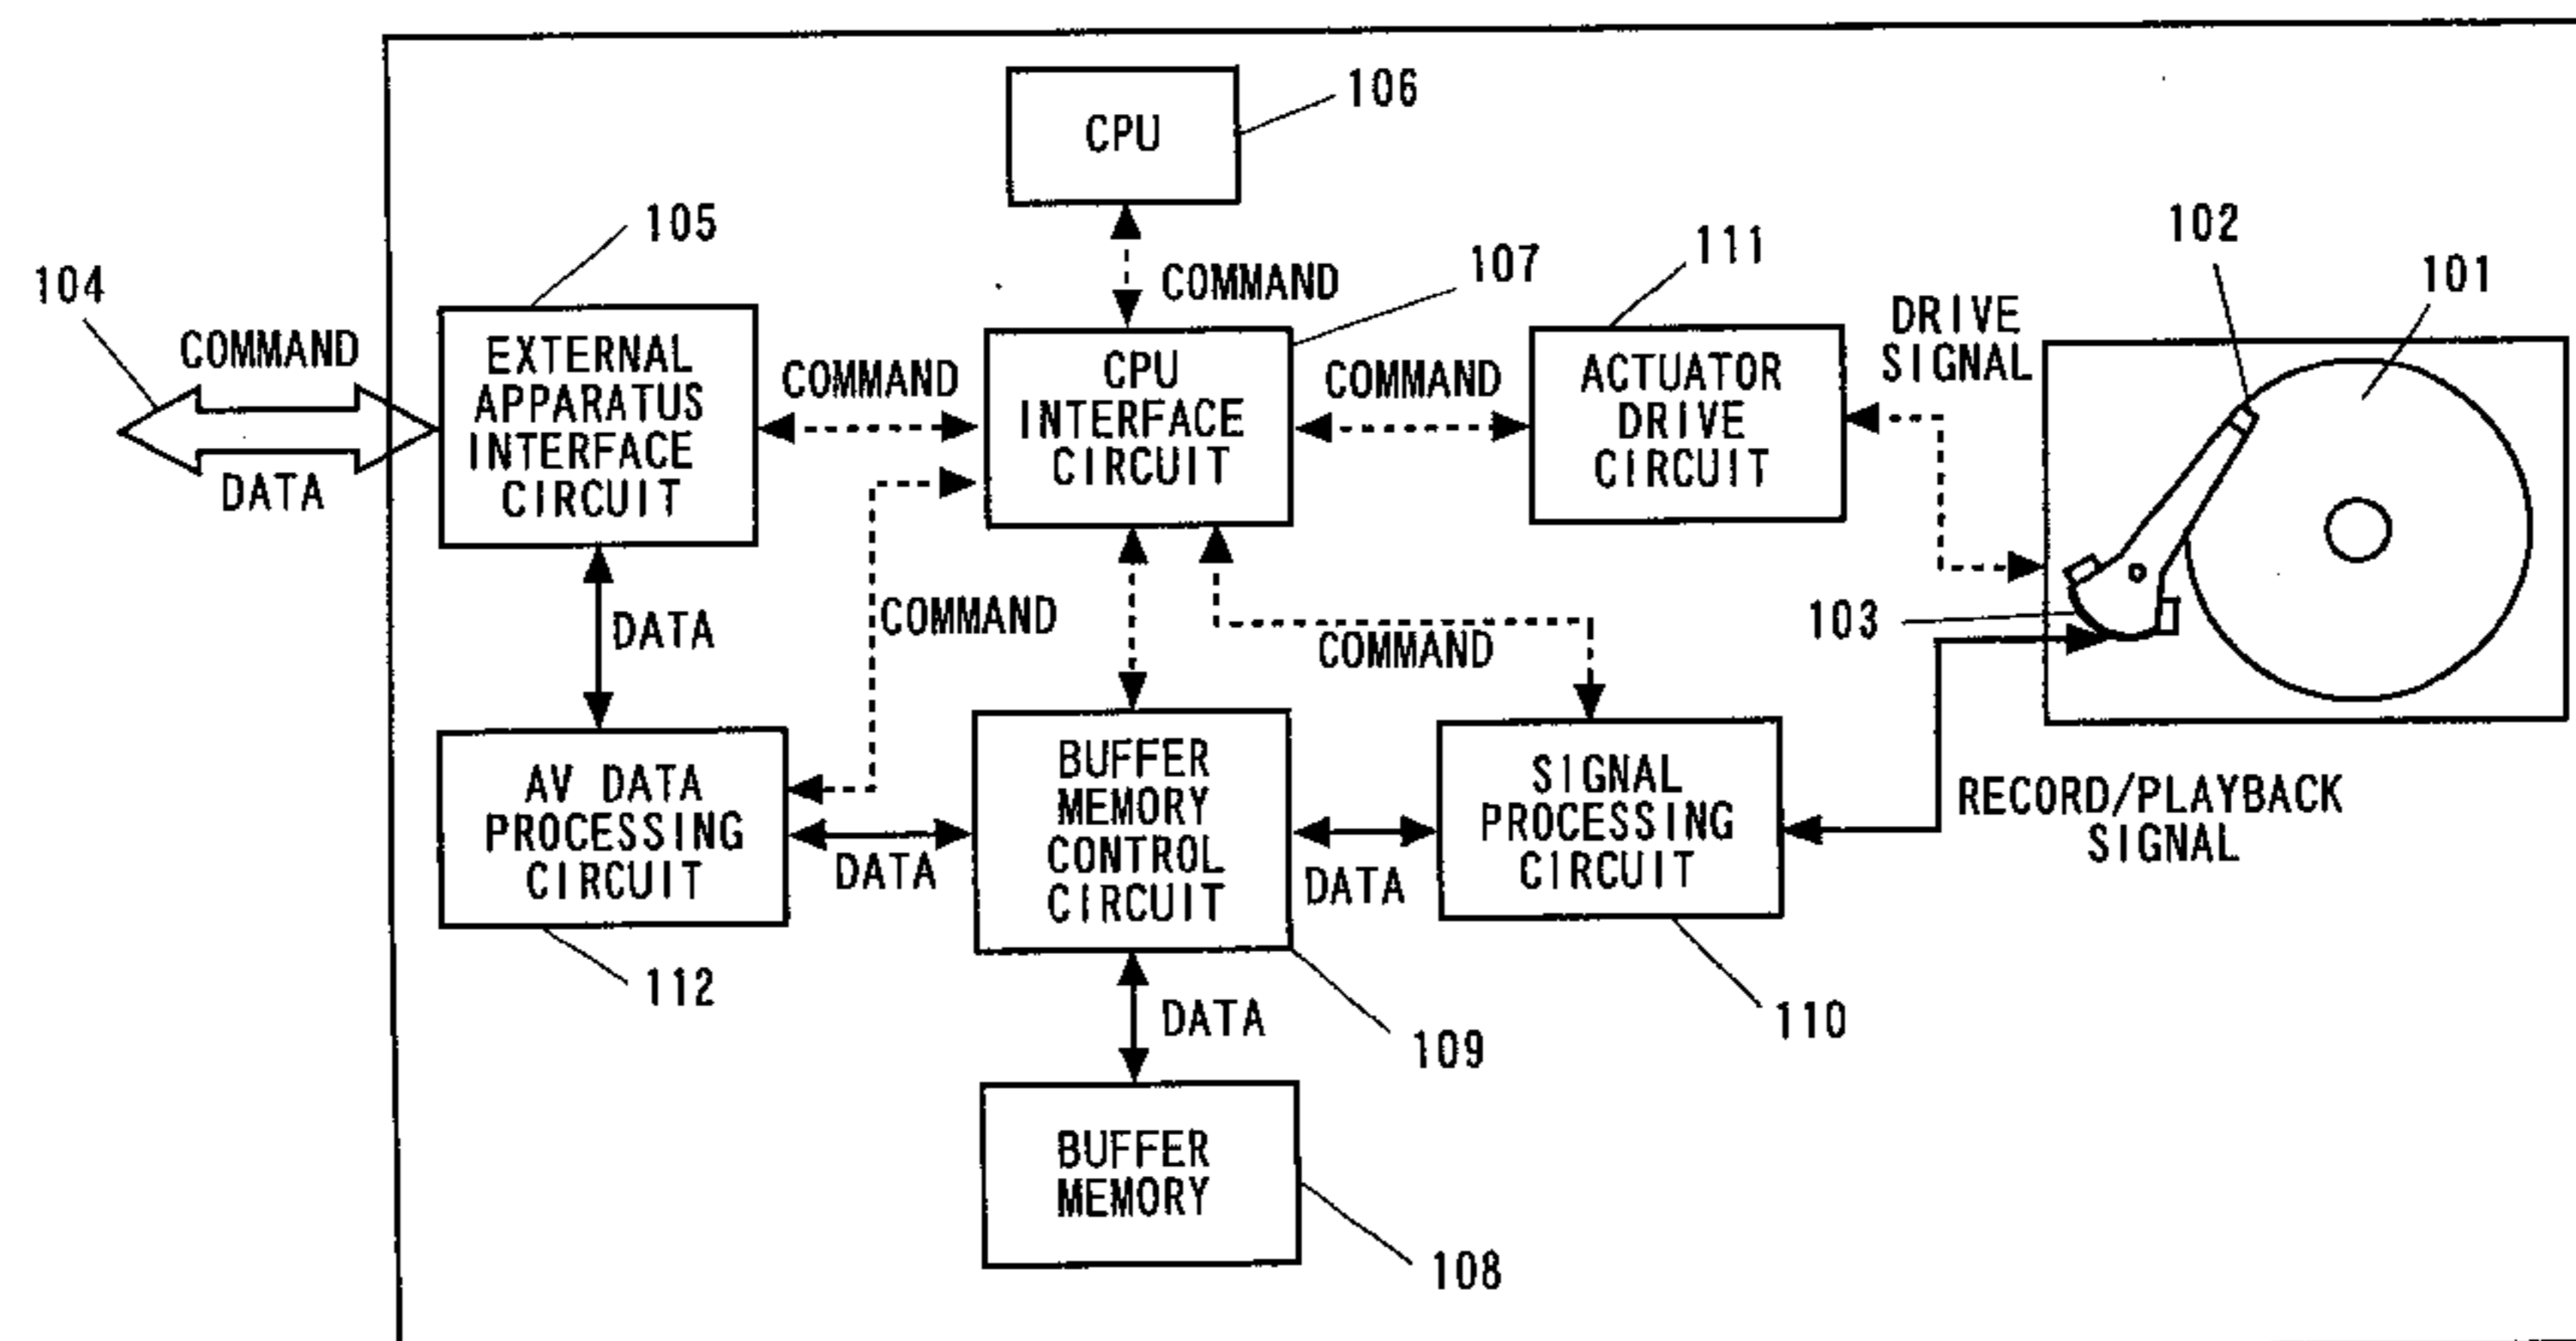 CPU
106
105
COMMAND
107
111
102
101
104
COMMAND
DATA
EXTERNAL
APPARATUS
INTERFACE
CIRCUIT
COMMAND
CPU
INTERFACE
CIRCUIT
COMMAND
ACTUATOR
DRIVE
CIRCUIT
DRIVE
SIGNAL
103
DATA
COMMAND
COMMAND
AV DATA
PROCESSING
CIRCUIT
DATA
BUFFER
MEMORY
CONTROL
CIRCUIT
DATA
SIGNAL
PROCESSING
CIRCUIT
RECORD/PLAYBACK
SIGNAL
112
DATA
109
110
BUFFER
MEMORY
108